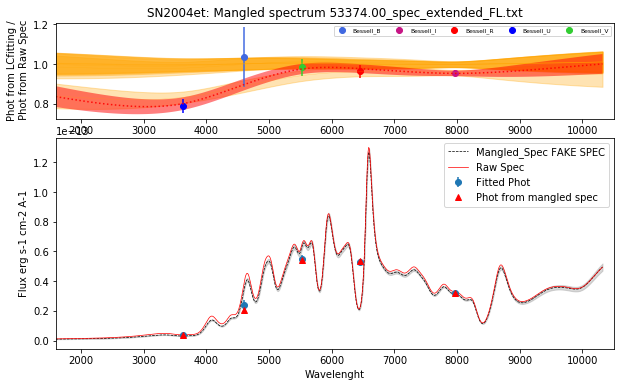 SN2004et: Mangled spectrum 53374.00_spec_extended_FL.txt
Phot from LCfitting /
Phot from Raw Spec
1.2
1.0
0.8
Bessell_B
Bessell_I
Bessell_R
Bessell_U
Bessell_V
2000 3000 4000 5000 6000 7000 8000 9000 10000
1e−13
Flux erg s-1 cm-2 A-1
1.2
1.0
0.8
0.6
0.4
0.2
0.0
Mangled_Spec FAKE SPEC
Raw Spec
Fitted Phot
Phot from mangled spec
2000 3000 4000 5000 6000 7000 8000 9000 10000
Wavelenght